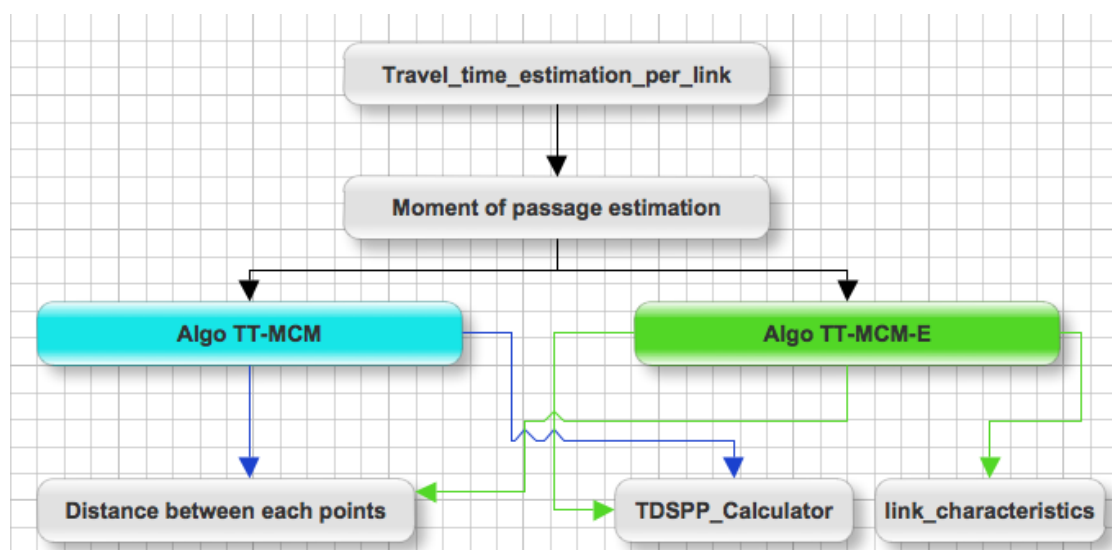 Travel_time_estimation_per_link
Moment of passage estimation
Algo TT-MCM
Algo TT-MCM-E
Distance between each points
TDSPP_Calculator
link_characteristics